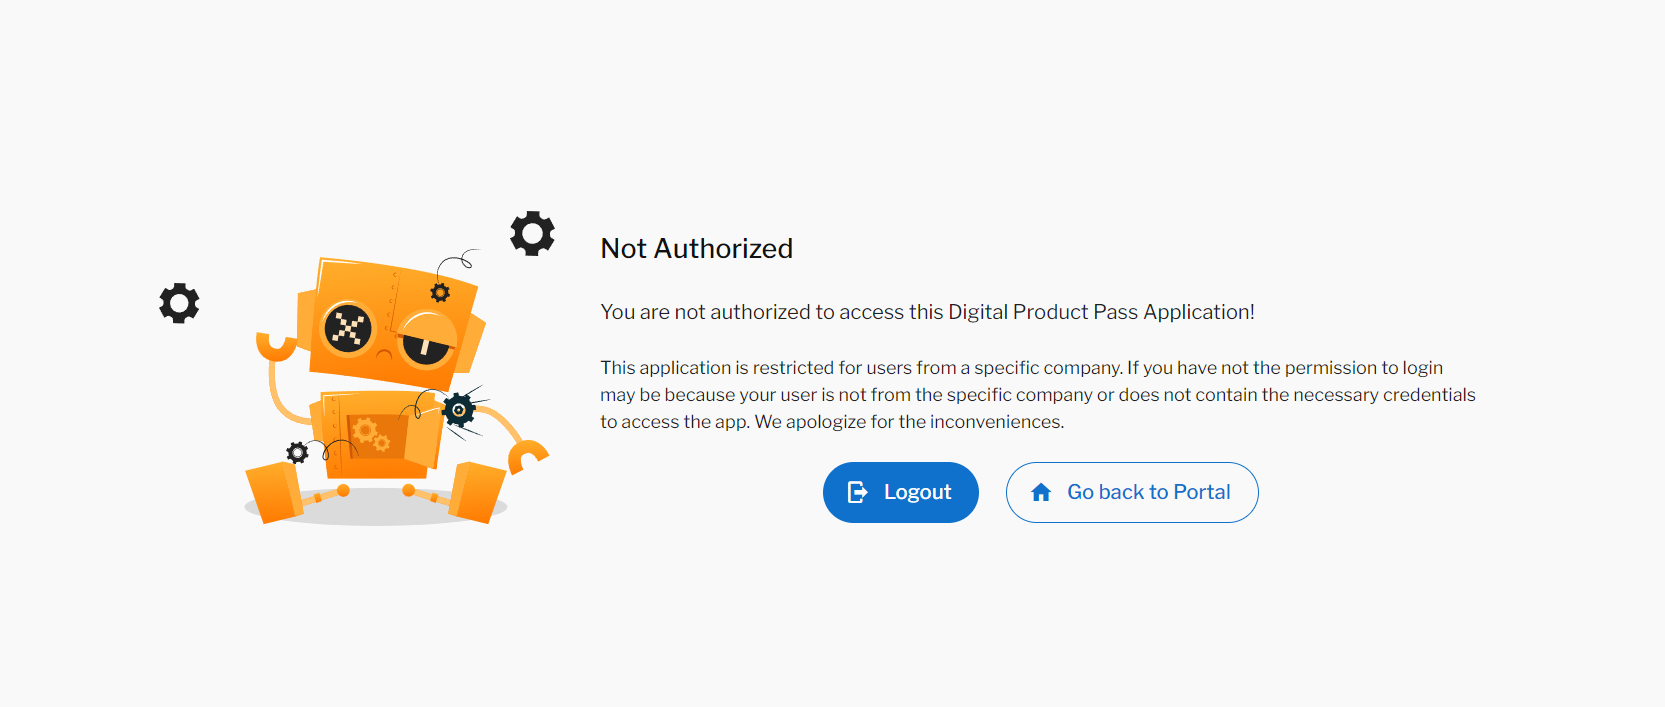 Not Authorized
You are not authorized to access this Digital Product Pass Application!
This application is restricted for users from a specific company. If you have not the permission to login
may be because your user is not from the specific company or does not contain the necessary credentials
to access the app. We apologize for the inconveniences.
Logout
Go back to Portal